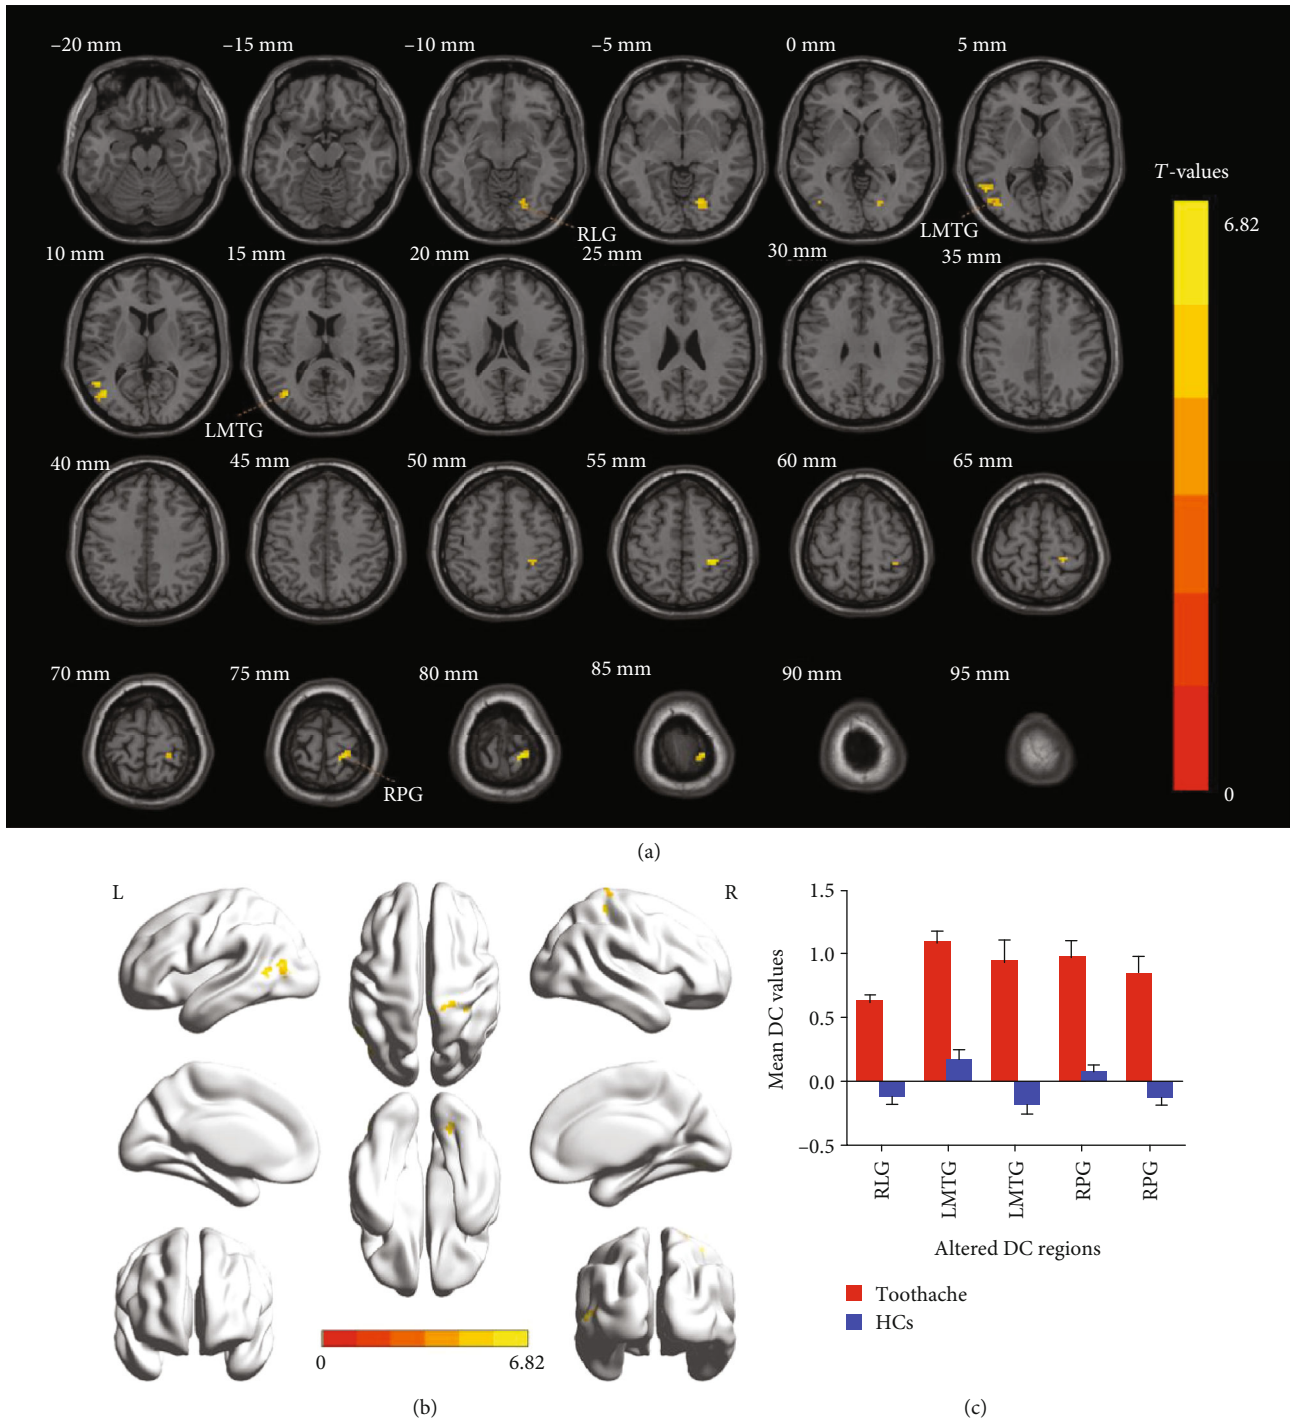 −20 mm −15 mm −10 mm −5 mm 0 mm 5 mm
T-values
6.82
RLG
LMTG
10 mm 15 mm 20 mm 25 mm 30 mm 35 mm
LMTG
40 mm 45 mm 50 mm 55 mm 60 mm 65 mm
70 mm 75 mm 80 mm 85 mm 90 mm 95 mm
RPG
0
(a)
L
R
0
6.82
(b)
1.5
1.0
0.5
0.0
−0.5
Mean DC values
RLG
LMTG
LMTG
RPG
RPG
Altered DC regions
Toothache
HCs
(c)